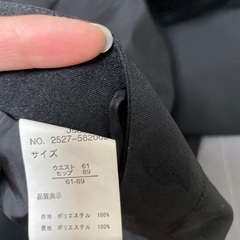 NO. 2527-582002
サイズ
ウエスト 61
ヒップ 89
61-89
品質表示
表地 ポリエステル 100%
裏地 ポリエステル 100%